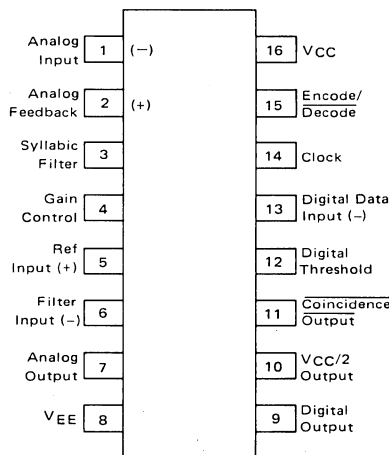 Analog
Input
1
(−)
16
VCC
Analog
Feedback
2
(+)
15
Encode/
Decode
Syllabic
Filter
3
14
Clock
Gain
Control
4
13
Digital Data
Input (−)
Ref
Input (+)
5
12
Digital
Threshold
Filter
Input (−)
6
11
Coincidence
Output
Analog
Output
7
10
VCC/2
Output
VEE
8
9
Digital
Output